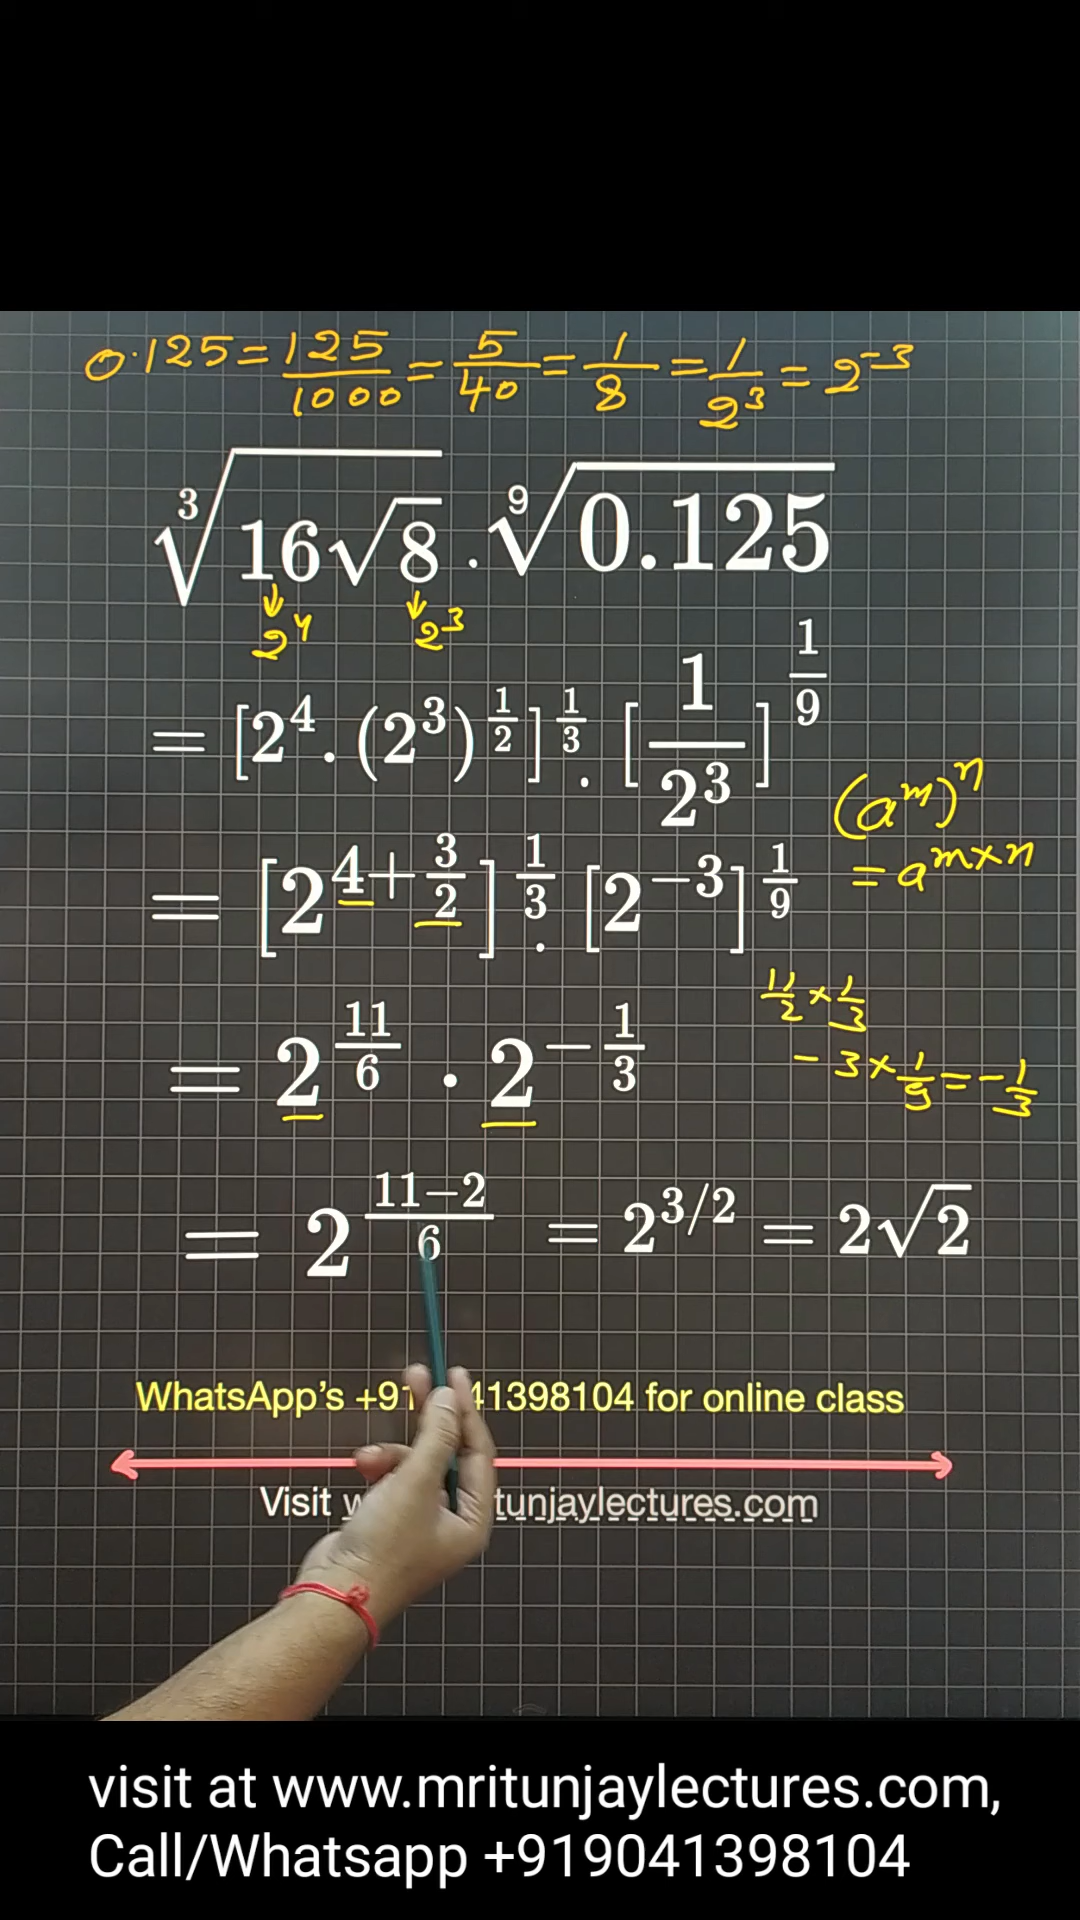 0.125 = 125/1000 = 5/40 = 1/8 = 1/2³ = 2⁻³
∛(16√8) · ⁹√(0.125)
↓ 2⁴ ↓ 2³
= [2⁴.(2³)^(1/2)]^(1/3) . [1/2³]^(1/9)
(a^m)^n
= a^(m×n)
= [2^(4+3/2)]^(1/3) . [2^(−3)]^(1/9)
11/2 × 1/3
= 2^(11/6) · 2^(−1/3)
− 3 × 1/9 = −1/3
= 2^((11−2)/6) = 2^(3/2) = 2√2
WhatsApp's +91 41398104 for online class
Visit w tunjaylectures.com
visit at www.mritunjaylectures.com,
Call/Whatsapp +919041398104